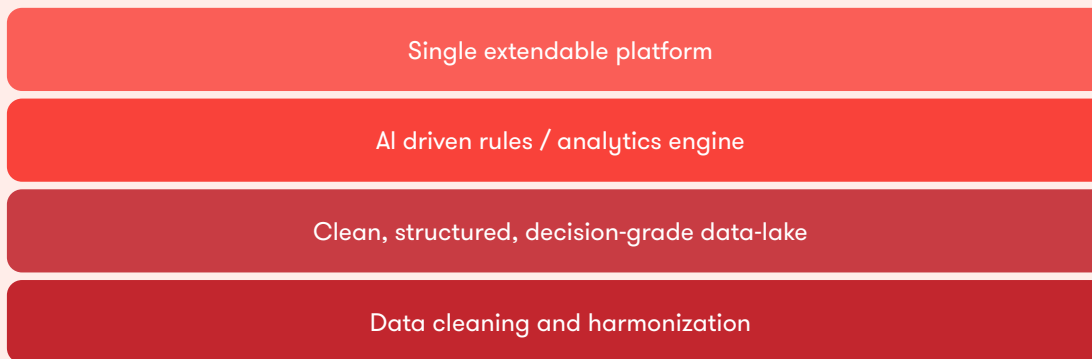 Single extendable platform
AI driven rules / analytics engine
Clean, structured, decision-grade data-lake
Data cleaning and harmonization